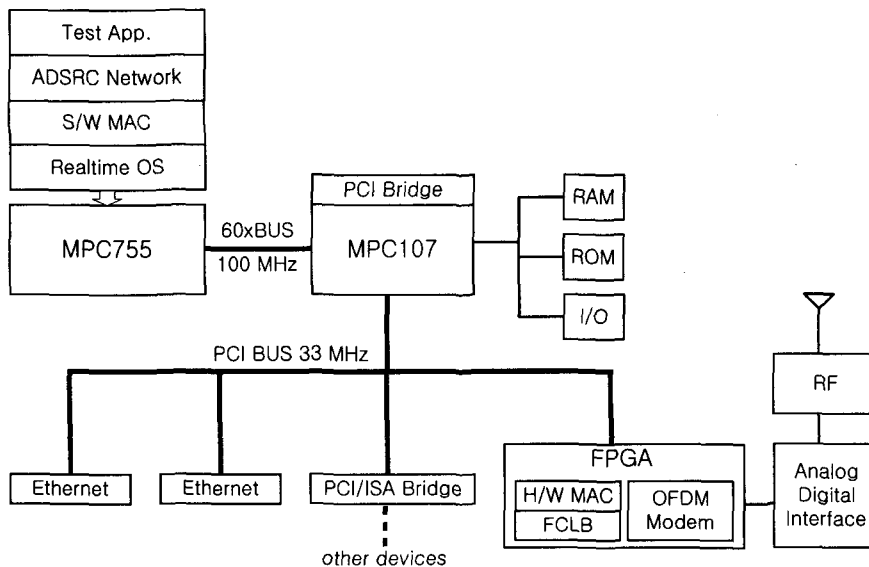 Test App.
ADSRC Network
S/W MAC
Realtime OS
MPC755
60xBUS
100 MHz
PCI Bridge
MPC107
RAM
ROM
I/O
PCI BUS 33 MHz
RF
Ethernet
Ethernet
PCI/ISA Bridge
other devices
FPGA
H/W MAC
FCLB
OFDM
Modem
Analog
Digital
Interface